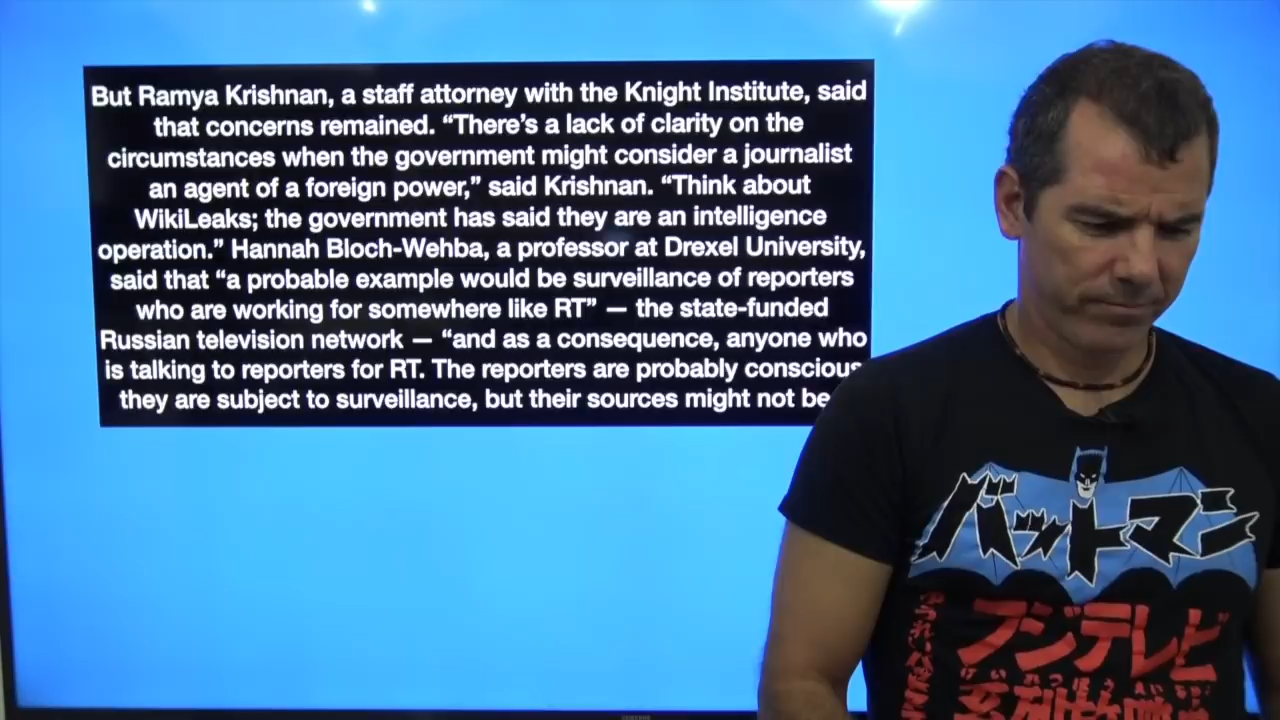 But Ramya Krishnan, a staff attorney with the Knight Institute, said
that concerns remained. “There’s a lack of clarity on the
circumstances when the government might consider a journalist
an agent of a foreign power,” said Krishnan. “Think about
WikiLeaks; the government has said they are an intelligence
operation.” Hannah Bloch-Wehba, a professor at Drexel University,
said that “a probable example would be surveillance of reporters
who are working for somewhere like RT” — the state-funded
Russian television network — “and as a consequence, anyone who
is talking to reporters for RT. The reporters are probably conscious
they are subject to surveillance, but their sources might not be
バットマン
フジテレビ